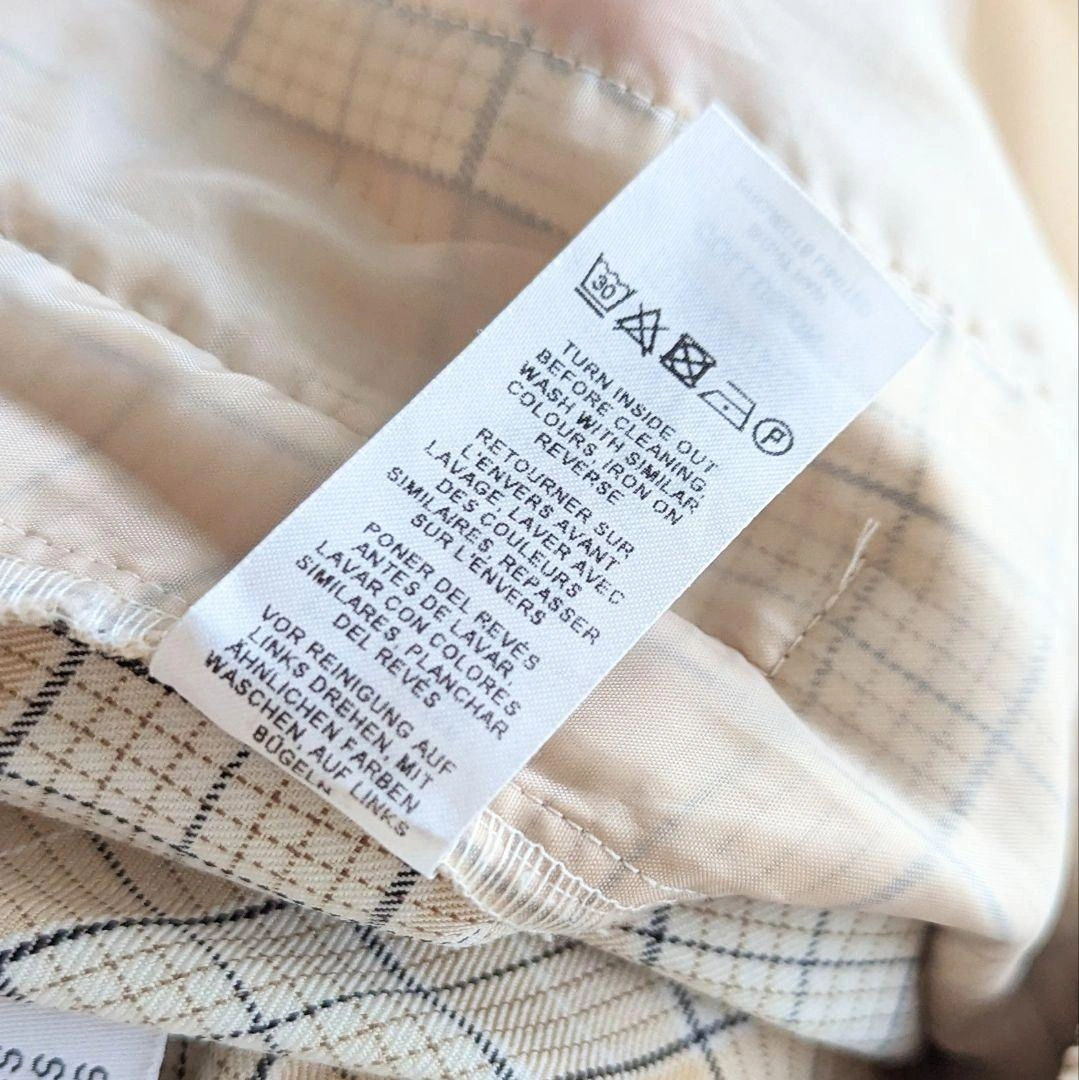 30
P
TURN INSIDE OUT
BEFORE CLEANING,
WASH WITH SIMILAR
COLOURS, IRON ON
REVERSE
RETOURNER SUR
L'ENVERS AVANT
LAVAGE, LAVER AVEC
DES COULEURS
SIMILAIRES, REPASSER
SUR L'ENVERS
PONER DEL REVÉS
ANTES DE LAVAR
LAVAR CON COLORES
SIMILARES, PLANCHAR
DEL REVÉS
VOR REINIGUNG AUF
LINKS DREHEN, MIT
ÄHNLICHEN FARBEN
WASCHEN, AUF LINKS
BÜGELN
S
S
S